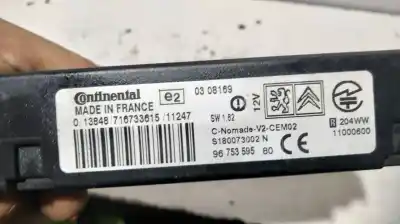 Continental
MADE IN FRANCE
e2
03 08169
0.13848/716733615/11247
SW 1.82
12V
C-Nomade-V2-CEM02
S180073002 N
96 753 595 80
CE
R 204WW
11000600